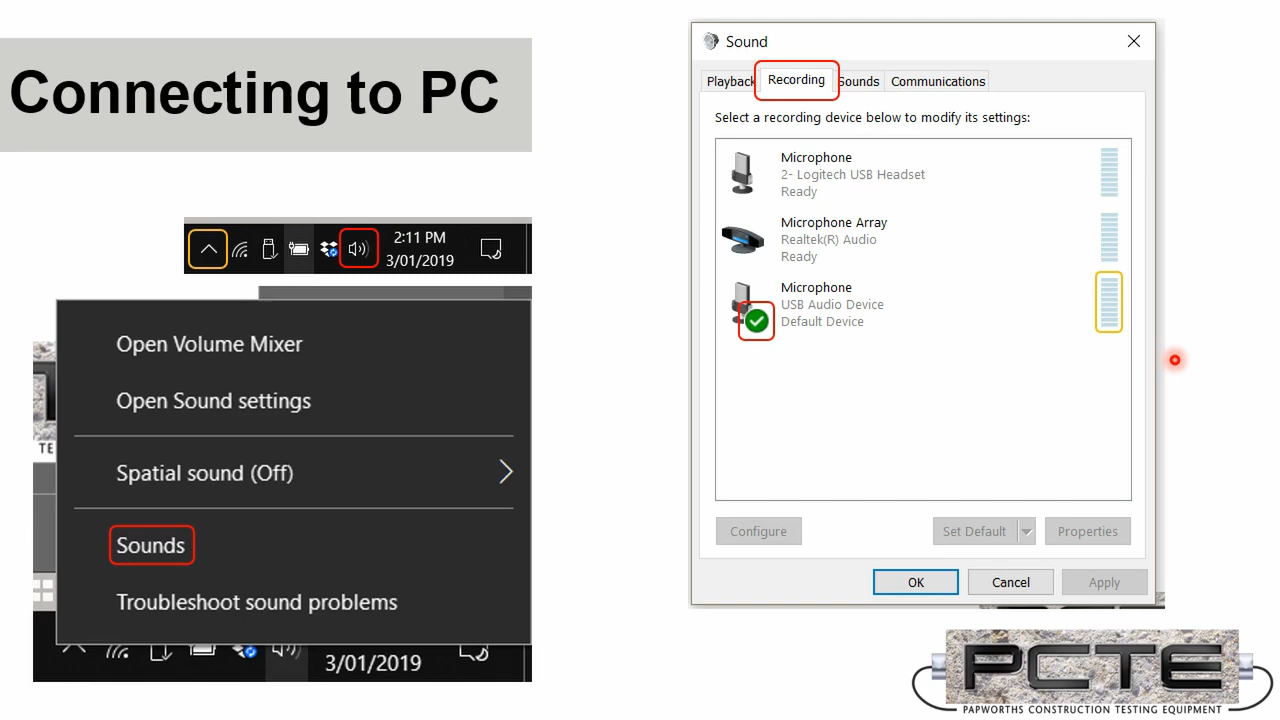 Connecting to PC
2:11 PM
3/01/2019
Open Volume Mixer
Open Sound settings
Spatial sound (Off)
Sounds
Troubleshoot sound problems
TE
3/01/2019
Sound
Playback
Recording
Sounds
Communications
Select a recording device below to modify its settings:
Microphone
2- Logitech USB Headset
Ready
Microphone Array
Realtek(R) Audio
Ready
Microphone
USB Audio Device
Default Device
Configure
Set Default
Properties
OK
Cancel
Apply
PCTE
PAPWORTHS CONSTRUCTION TESTING EQUIPMENT